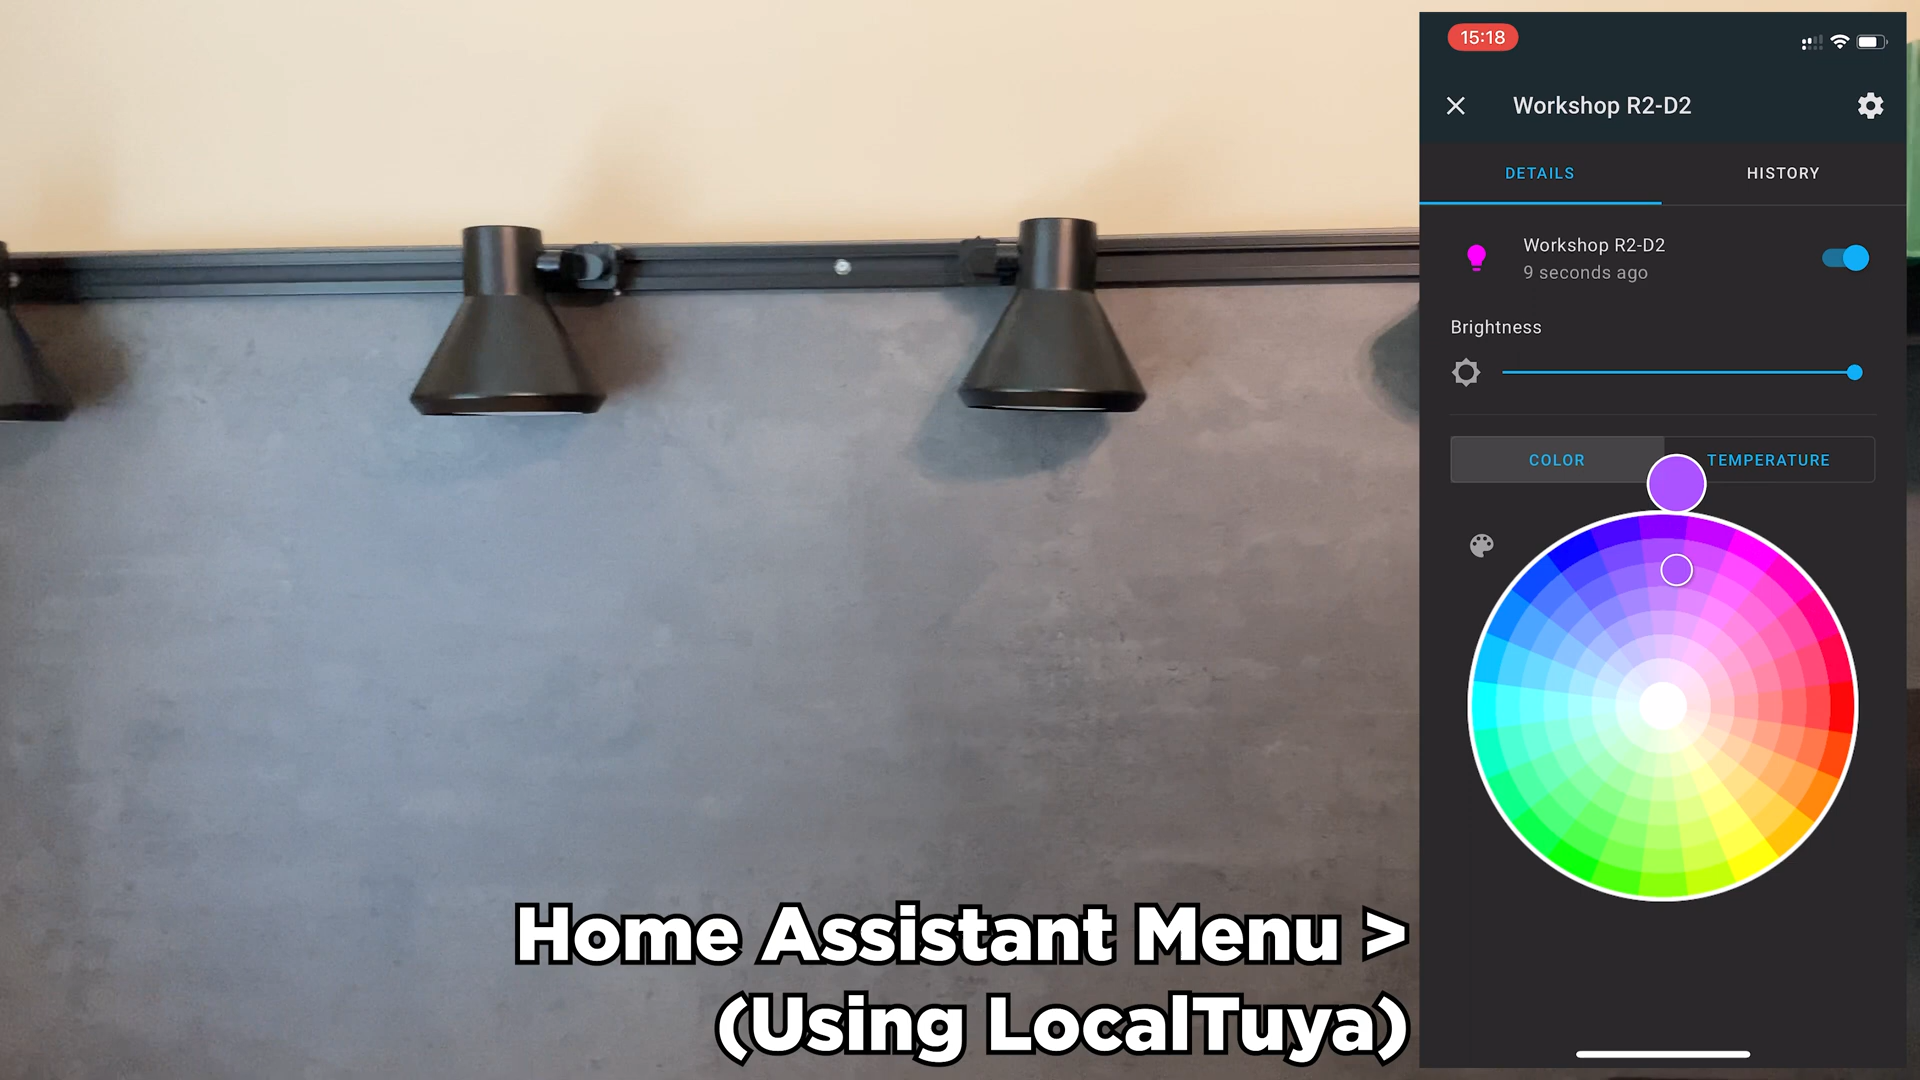 15:18
Workshop R2-D2
DETAILS HISTORY
Workshop R2-D2
9 seconds ago
Brightness
COLOR TEMPERATURE
Home Assistant Menu >
(Using LocalTuya)